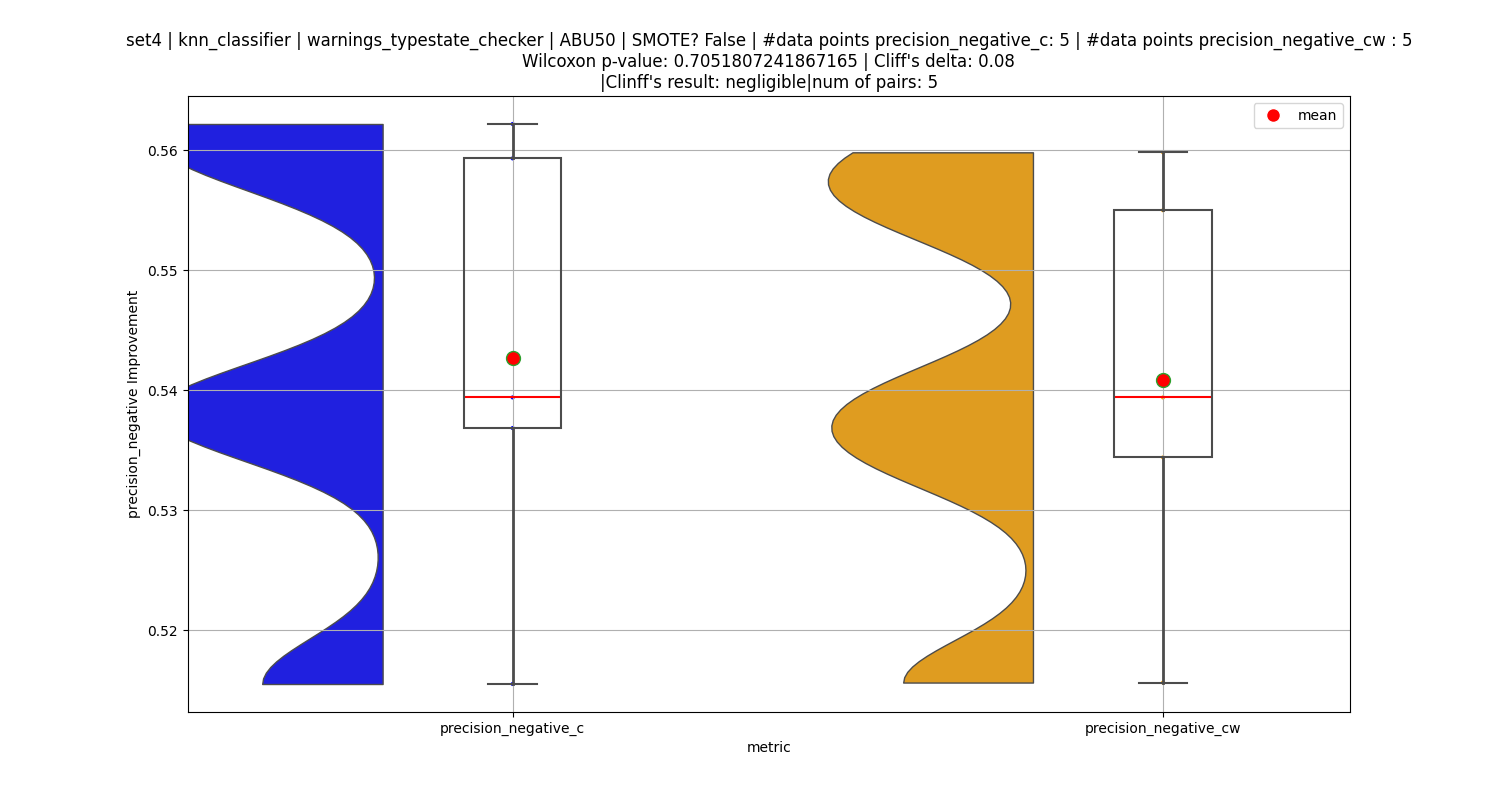 set4 | knn_classifier | warnings_typestate_checker | ABU50 | SMOTE? False | #data points precision_negative_c: 5 | #data points precision_negative_cw : 5
Wilcoxon p-value: 0.7051807241867165 | Cliff's delta: 0.08
|Clinff's result: negligible|num of pairs: 5
mean
0.56
0.55
0.54
0.53
0.52
precision_negative Improvement
precision_negative_c
precision_negative_cw
metric